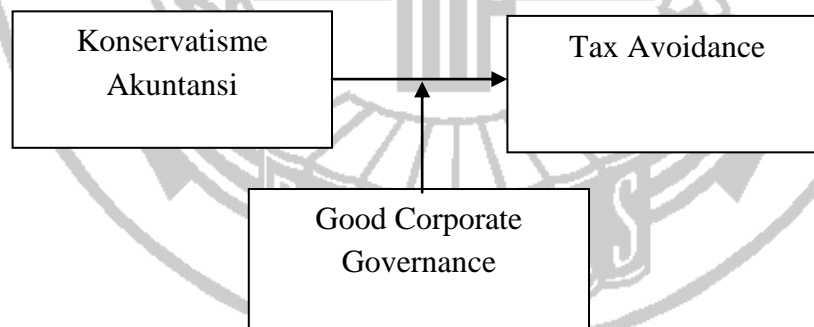 Konservatisme
Akuntansi
Tax Avoidance
Good Corporate
Governance